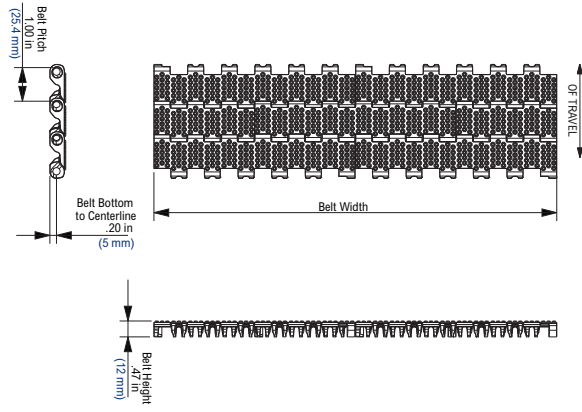 Belt Pitch
1.00 in
(25.4 mm)
OF TRAVEL
Belt Width
Belt Bottom
to Centerline
.20 in
(5 mm)
Belt Height
.47 in
(12 mm)